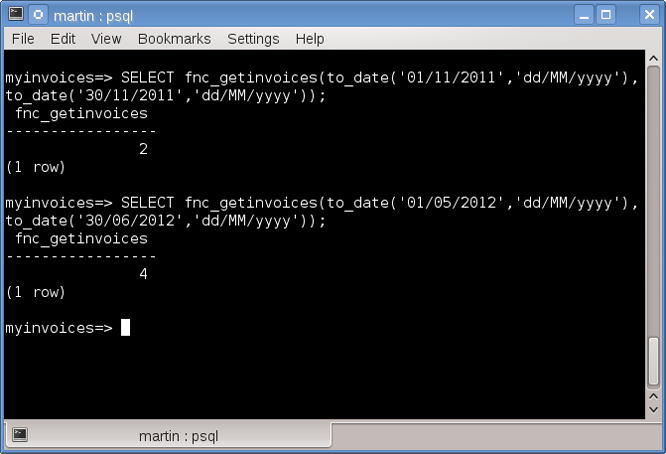 martin : psql
File Edit View Bookmarks Settings Help
myinvoices=> SELECT fnc_getinvoices(to_date('01/11/2011','dd/MM/yyyy'),
to_date('30/11/2011','dd/MM/yyyy'));
fnc_getinvoices
-----------------
2
(1 row)
myinvoices=> SELECT fnc_getinvoices(to_date('01/05/2012','dd/MM/yyyy'),
to_date('30/06/2012','dd/MM/yyyy'));
fnc_getinvoices
-----------------
4
(1 row)
myinvoices=>
martin : psql